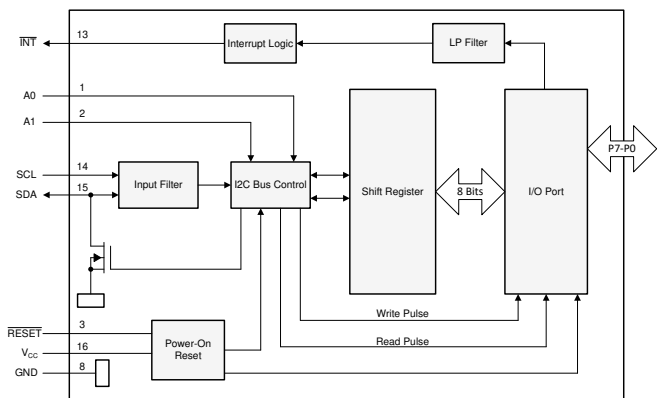 INT 13 Interrupt Logic LP Filter
A0 1
A1 2
SCL 14
SDA 15
Input Filter
I2C Bus Control
Shift Register
8 Bits
I/O Port
P7-P0
Write Pulse
Read Pulse
RESET 3
VCC 16
GND 8
Power-On
Reset